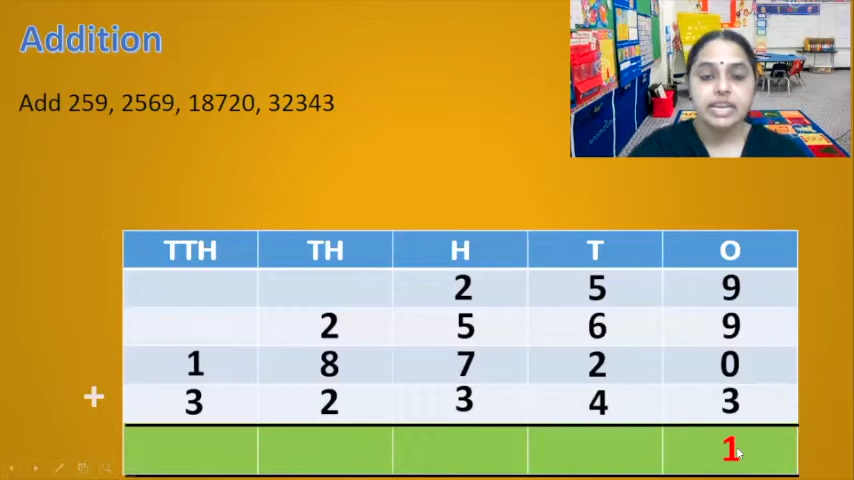 Addition
Add 259, 2569, 18720, 32343
TTH TH H T O
2 5 9
2 5 6 9
1 8 7 2 0
+ 3 2 3 4 3
1